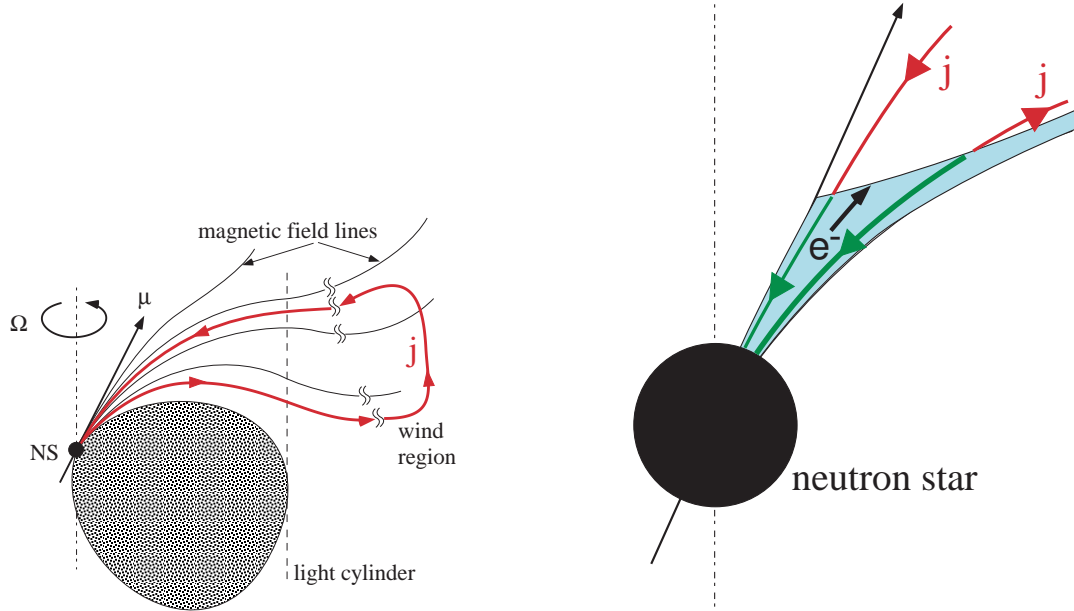 magnetic field lines
Ω
μ
j
NS
wind
region
light cylinder
j
j
e-
neutron star